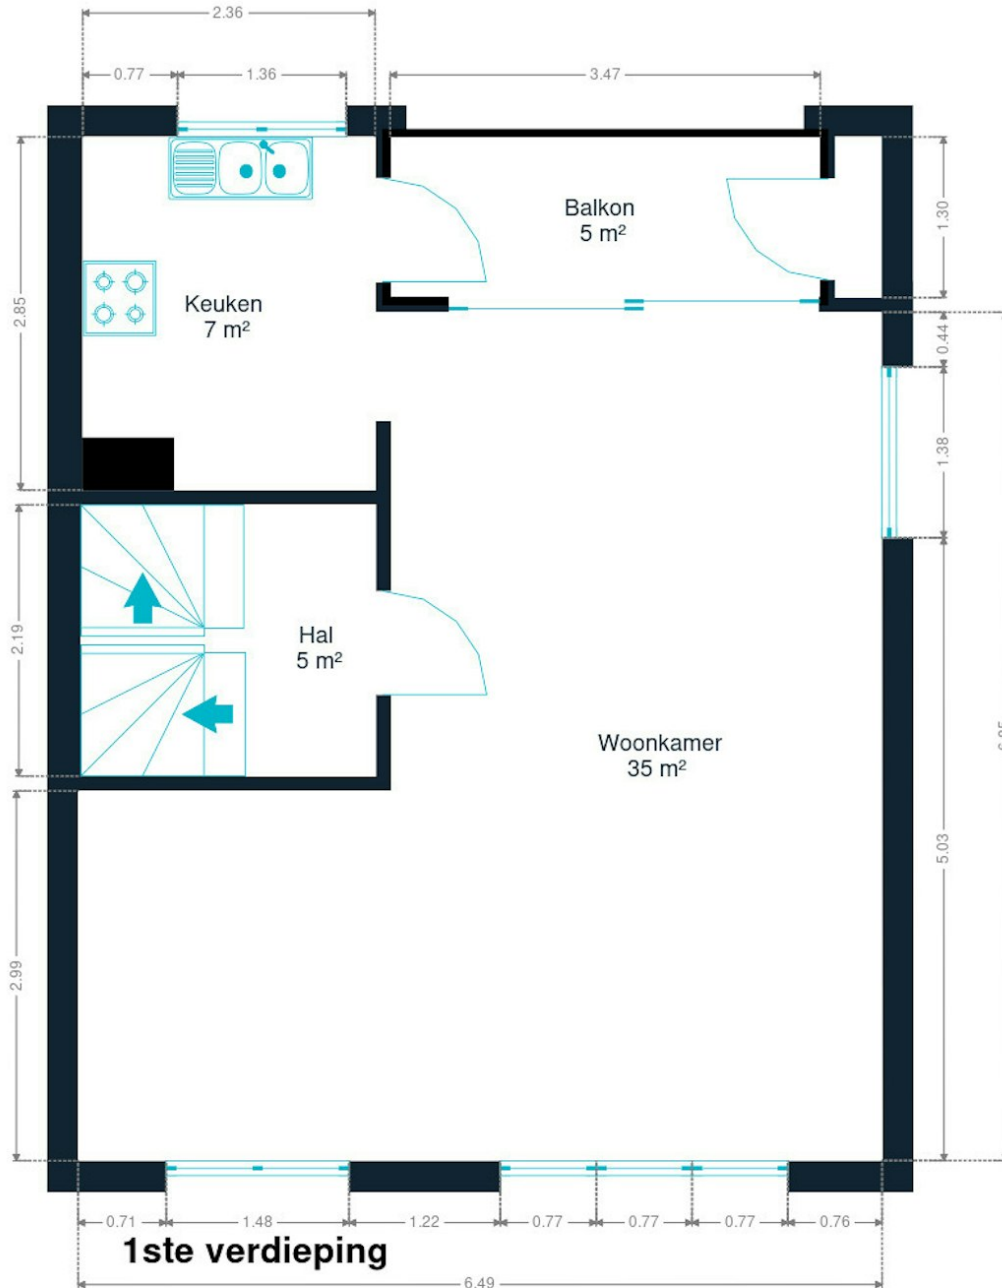 2.36
0.77
1.36
3.47
Balkon
5 m²
1.30
Keuken
7 m²
2.85
0.44
1.38
Hal
5 m²
2.19
Woonkamer
35 m²
5.03
2.99
0.71
1.48
1.22
0.77
0.77
0.77
0.76
1ste verdieping
6.49